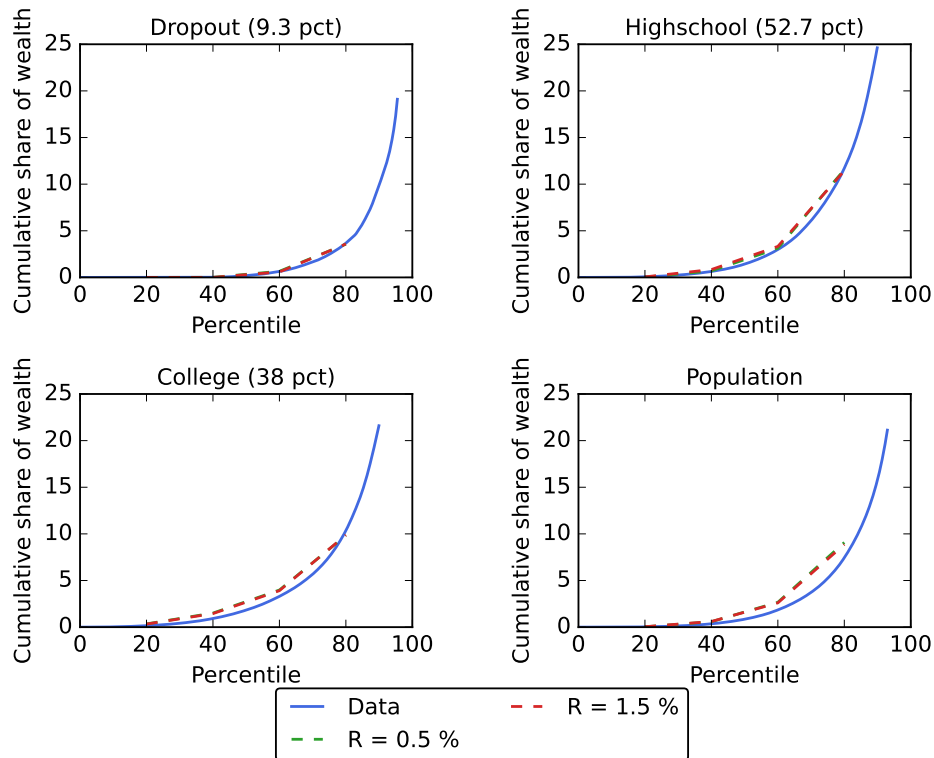 Dropout (9.3 pct)
Cumulative share of wealth
25
20
15
10
5
0
0 20 40 60 80 100
Percentile
Highschool (52.7 pct)
Cumulative share of wealth
25
20
15
10
5
0
0 20 40 60 80 100
Percentile
College (38 pct)
Cumulative share of wealth
25
20
15
10
5
0
0 20 40 60 80 100
Percentile
Population
Cumulative share of wealth
25
20
15
10
5
0
0 20 40 60 80 100
Percentile
Data
R = 0.5 %
R = 1.5 %